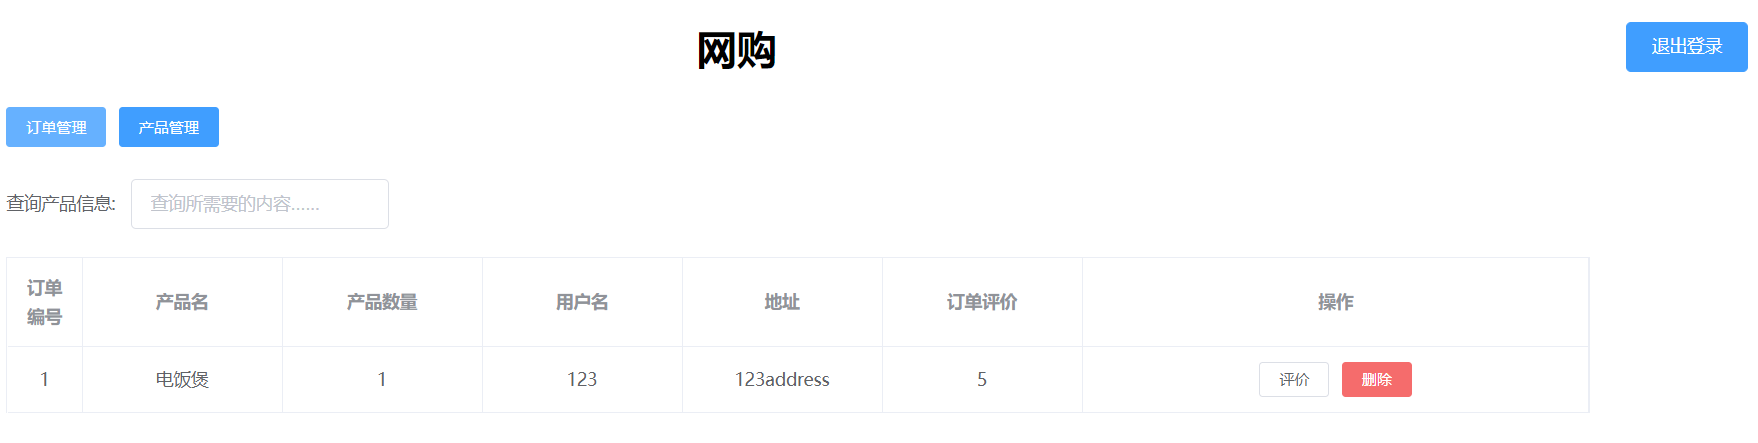 网购
退出登录
订单管理 产品管理
查询产品信息: 查询所需要的内容......
订单编号 产品名 产品数量 用户名 地址 订单评价 操作
1 电饭煲 1 123 123address 5 评价 删除